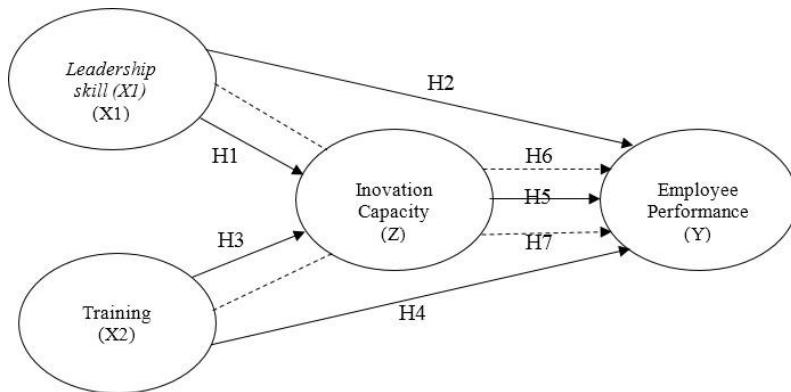 Leadership
skill (X1)
(X1)
H2
H1
H6
Inovation
Capacity
(Z)
H5
Employee
Performance
(Y)
H3
H7
Training
(X2)
H4